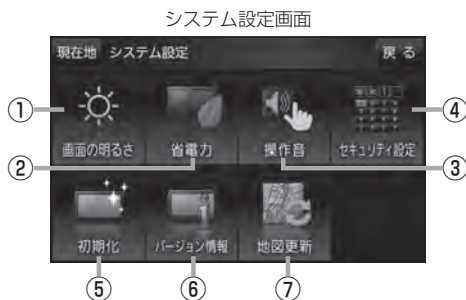 システム設定画面
現在地 システム設定 戻る
① ④
画面の明るさ 省電力 操作音 セキュリティ設定
② ③
初期化 バージョン情報 地図更新
⑤ ⑥ ⑦